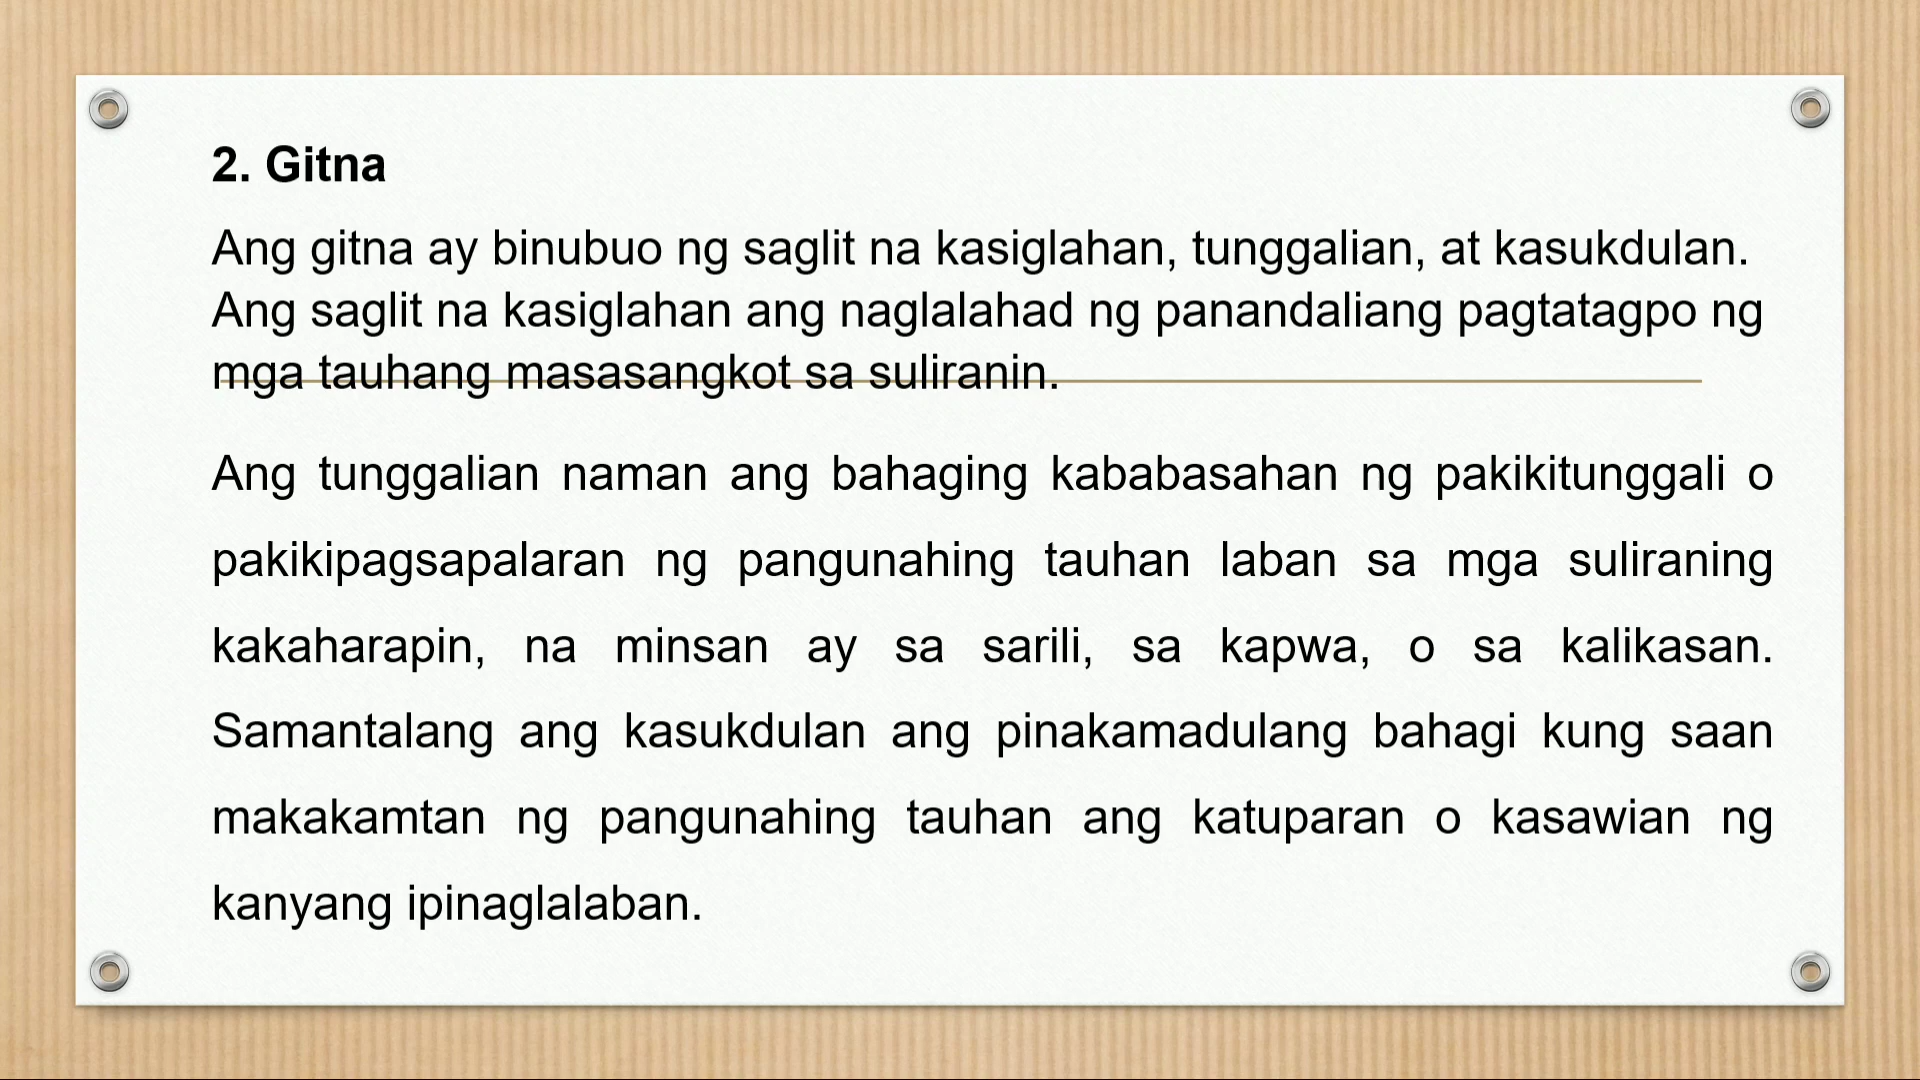 2. Gitna
Ang gitna ay binubuo ng saglit na kasiglahan, tunggalian, at kasukdulan.
Ang saglit na kasiglahan ang naglalahad ng panandaliang pagtatagpo ng
mga tauhang masasangkot sa suliranin.
Ang tunggalian naman ang bahaging kababasahan ng pakikitunggali o
pakikipagsapalaran ng pangunahing tauhan laban sa mga suliraning
kakaharapin, na minsan ay sa sarili, sa kapwa, o sa kalikasan.
Samantalang ang kasukdulan ang pinakamadulang bahagi kung saan
makakamtan ng pangunahing tauhan ang katuparan o kasawian ng
kanyang ipinaglalaban.